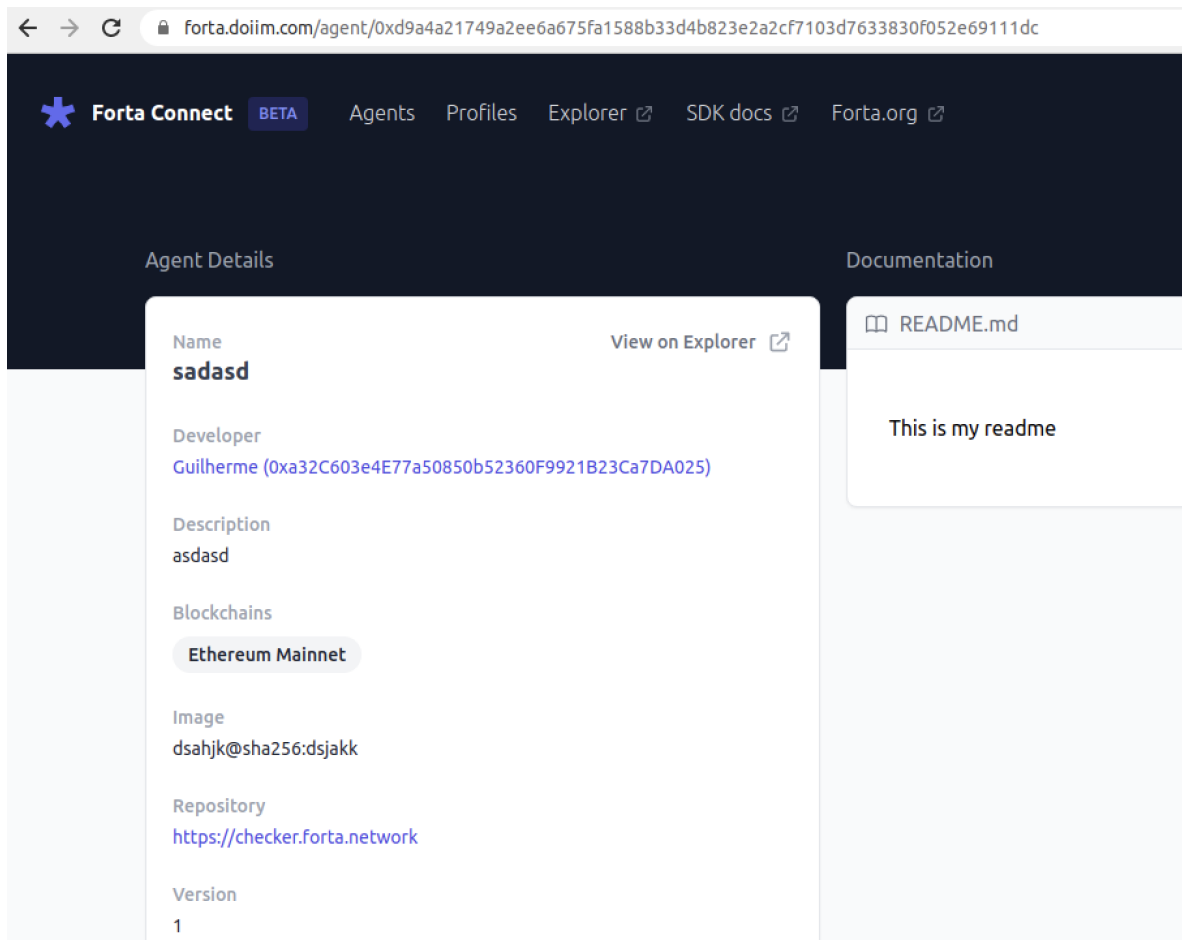 forta.doiim.com/agent/0xd9a4a21749a2ee6a675fa1588b33d4b823e2a2cf7103d7633830f052e69111dc
Forta Connect BETA Agents Profiles Explorer SDK docs Forta.org
Agent Details
Name
View on Explorer
sadasd
Developer
Guilherme (0xa32C603e4E77a50850b52360F9921B23Ca7DA025)
Description
asdasd
Blockchains
Ethereum Mainnet
Image
dsahjk@sha256:dsjakk
Repository
https://checker.forta.network
Version
1
Documentation
README.md
This is my readme